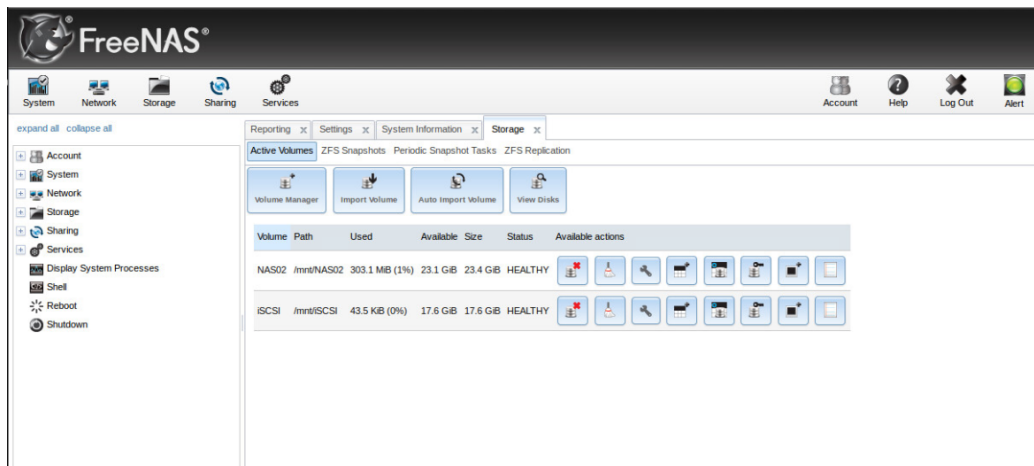 FreeNAS®
System Network Storage Sharing Services Account Help Log Out Alert
expand all collapse all
Account
System
Network
Storage
Sharing
Services
Display System Processes
Shell
Reboot
Shutdown
Reporting x Settings x System Information x Storage x
Active Volumes ZFS Snapshots Periodic Snapshot Tasks ZFS Replication
Volume Manager Import Volume Auto Import Volume View Disks
Volume Path Used Available Size Status Available actions
NAS02 /mnt/NAS02 303.1 MiB (1%) 23.1 GiB 23.4 GiB HEALTHY
iSCSI /mnt/iSCSI 43.5 KiB (0%) 17.6 GiB 17.6 GiB HEALTHY